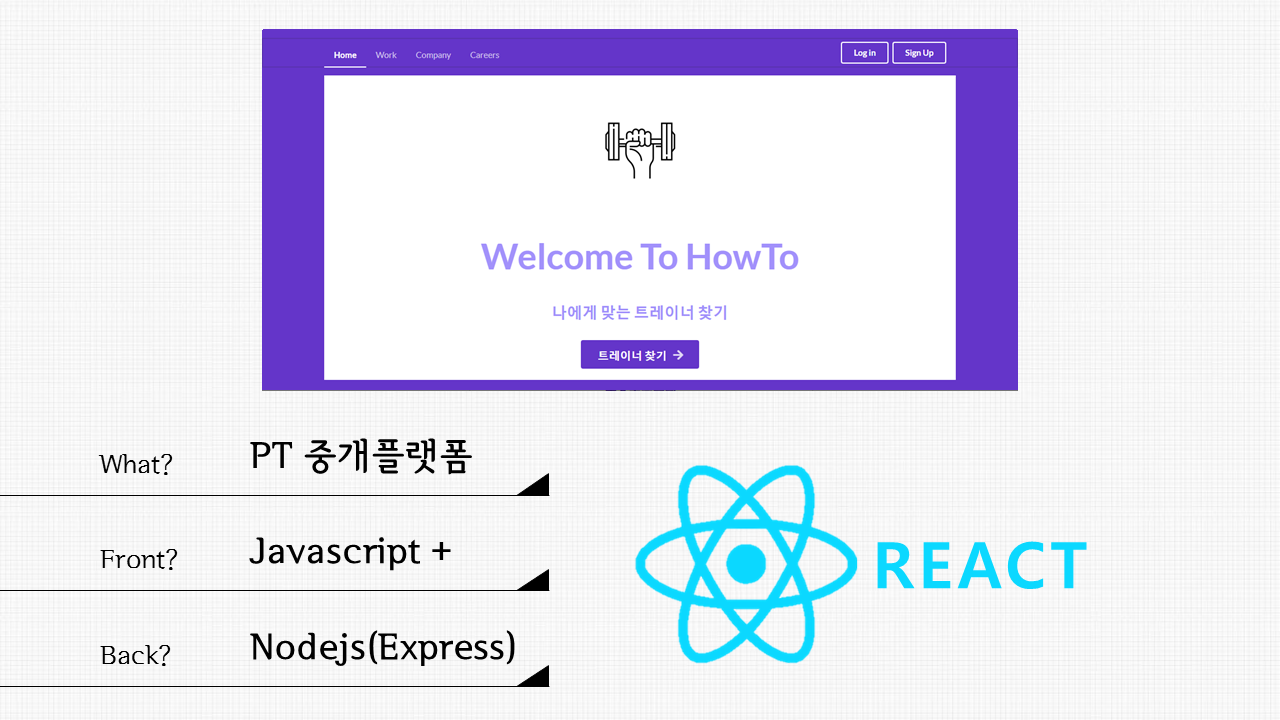 Home Work Company Careers Log in Sign Up
Welcome To HowTo
나에게 맞는 트레이너 찾기
트레이너 찾기
What? PT 중개플랫폼
Front? Javascript +
REACT
Back? Nodejs(Express)